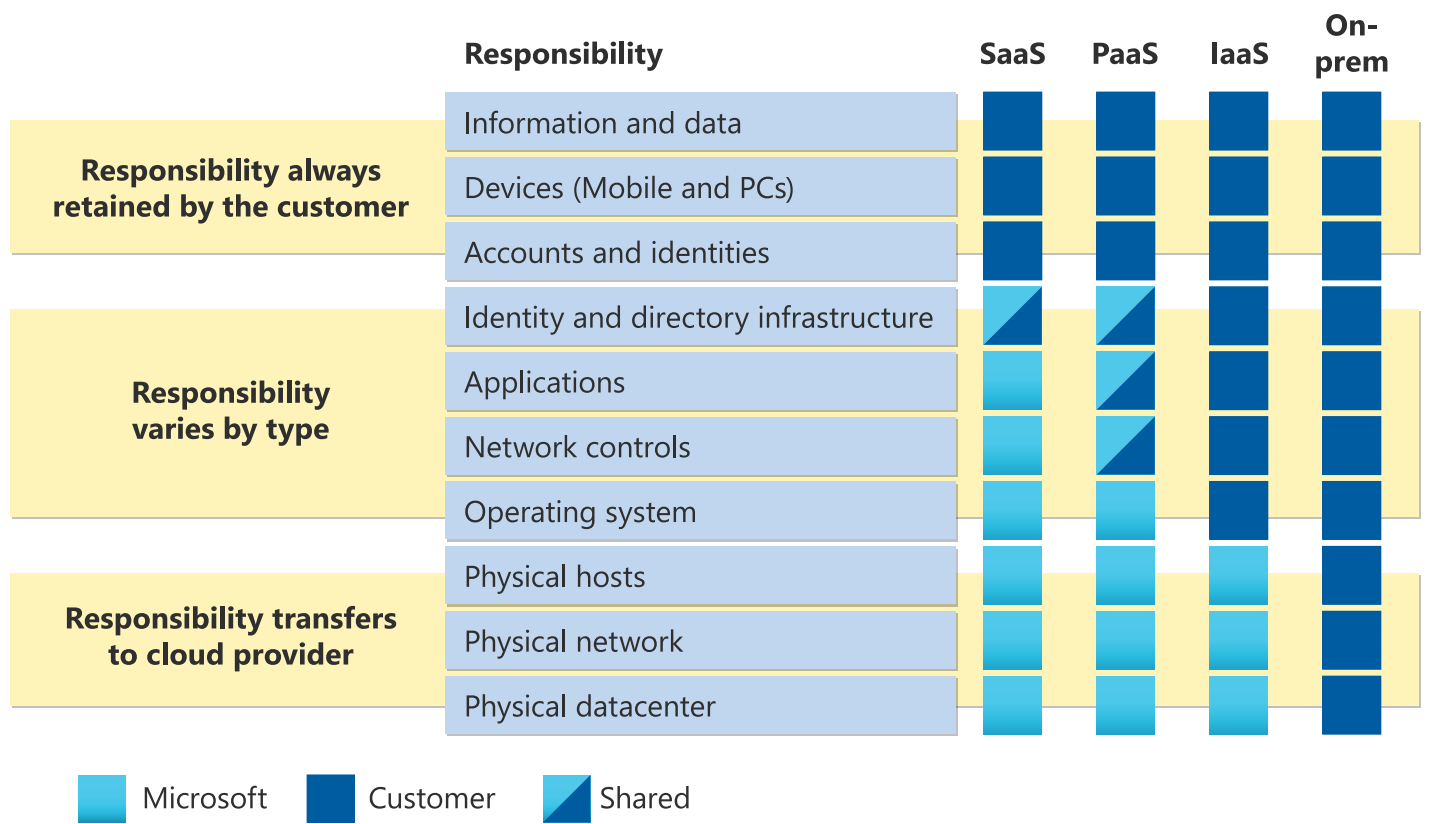 Responsibility SaaS PaaS IaaS On-
prem
Responsibility always
retained by the customer
Information and data
Devices (Mobile and PCs)
Accounts and identities
Responsibility
varies by type
Identity and directory infrastructure
Applications
Network controls
Operating system
Responsibility transfers
to cloud provider
Physical hosts
Physical network
Physical datacenter
Microsoft Customer Shared